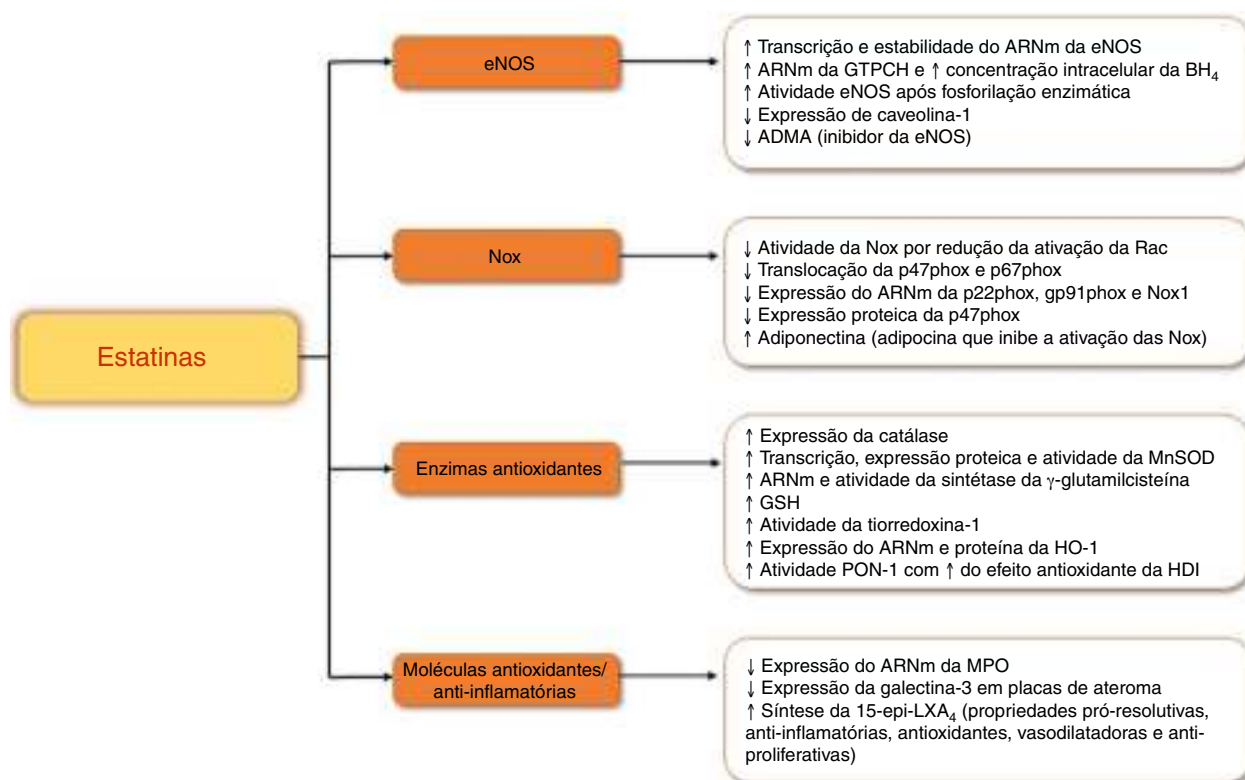 Estatinas
eNOS
↑ Transcrição e estabilidade do ARNm da eNOS
↑ ARNm da GTPCH e ↑ concentração intracelular da BH₄
↑ Atividade eNOS após fosforilação enzimática
↓ Expressão de caveolina-1
↓ ADMA (inibidor da eNOS)
Nox
↓ Atividade da Nox por redução da ativação da Rac
↓ Translocação da p47phox e p67phox
↓ Expressão do ARNm da p22phox, gp91phox e Nox1
↓ Expressão proteica da p47phox
↑ Adiponectina (adipocina que inibe a ativação das Nox)
Enzimas antioxidantes
↑ Expressão da catálase
↑ Transcrição, expressão proteica e atividade da MnSOD
↑ ARNm e atividade da sintétase da γ-glutamilcisteína
↑ GSH
↑ Atividade da tiorredoxina-1
↑ Expressão do ARNm e proteína da HO-1
↑ Atividade PON-1 com ↑ do efeito antioxidante da HDI
Moléculas antioxidantes/
anti-inflamatórias
↓ Expressão do ARNm da MPO
↓ Expressão da galectina-3 em placas de ateroma
↑ Síntese da 15-epi-LXA₄ (propriedades pró-resolutivas,
anti-inflamatórias, antioxidantes, vasodilatadoras e anti-
proliferativas)